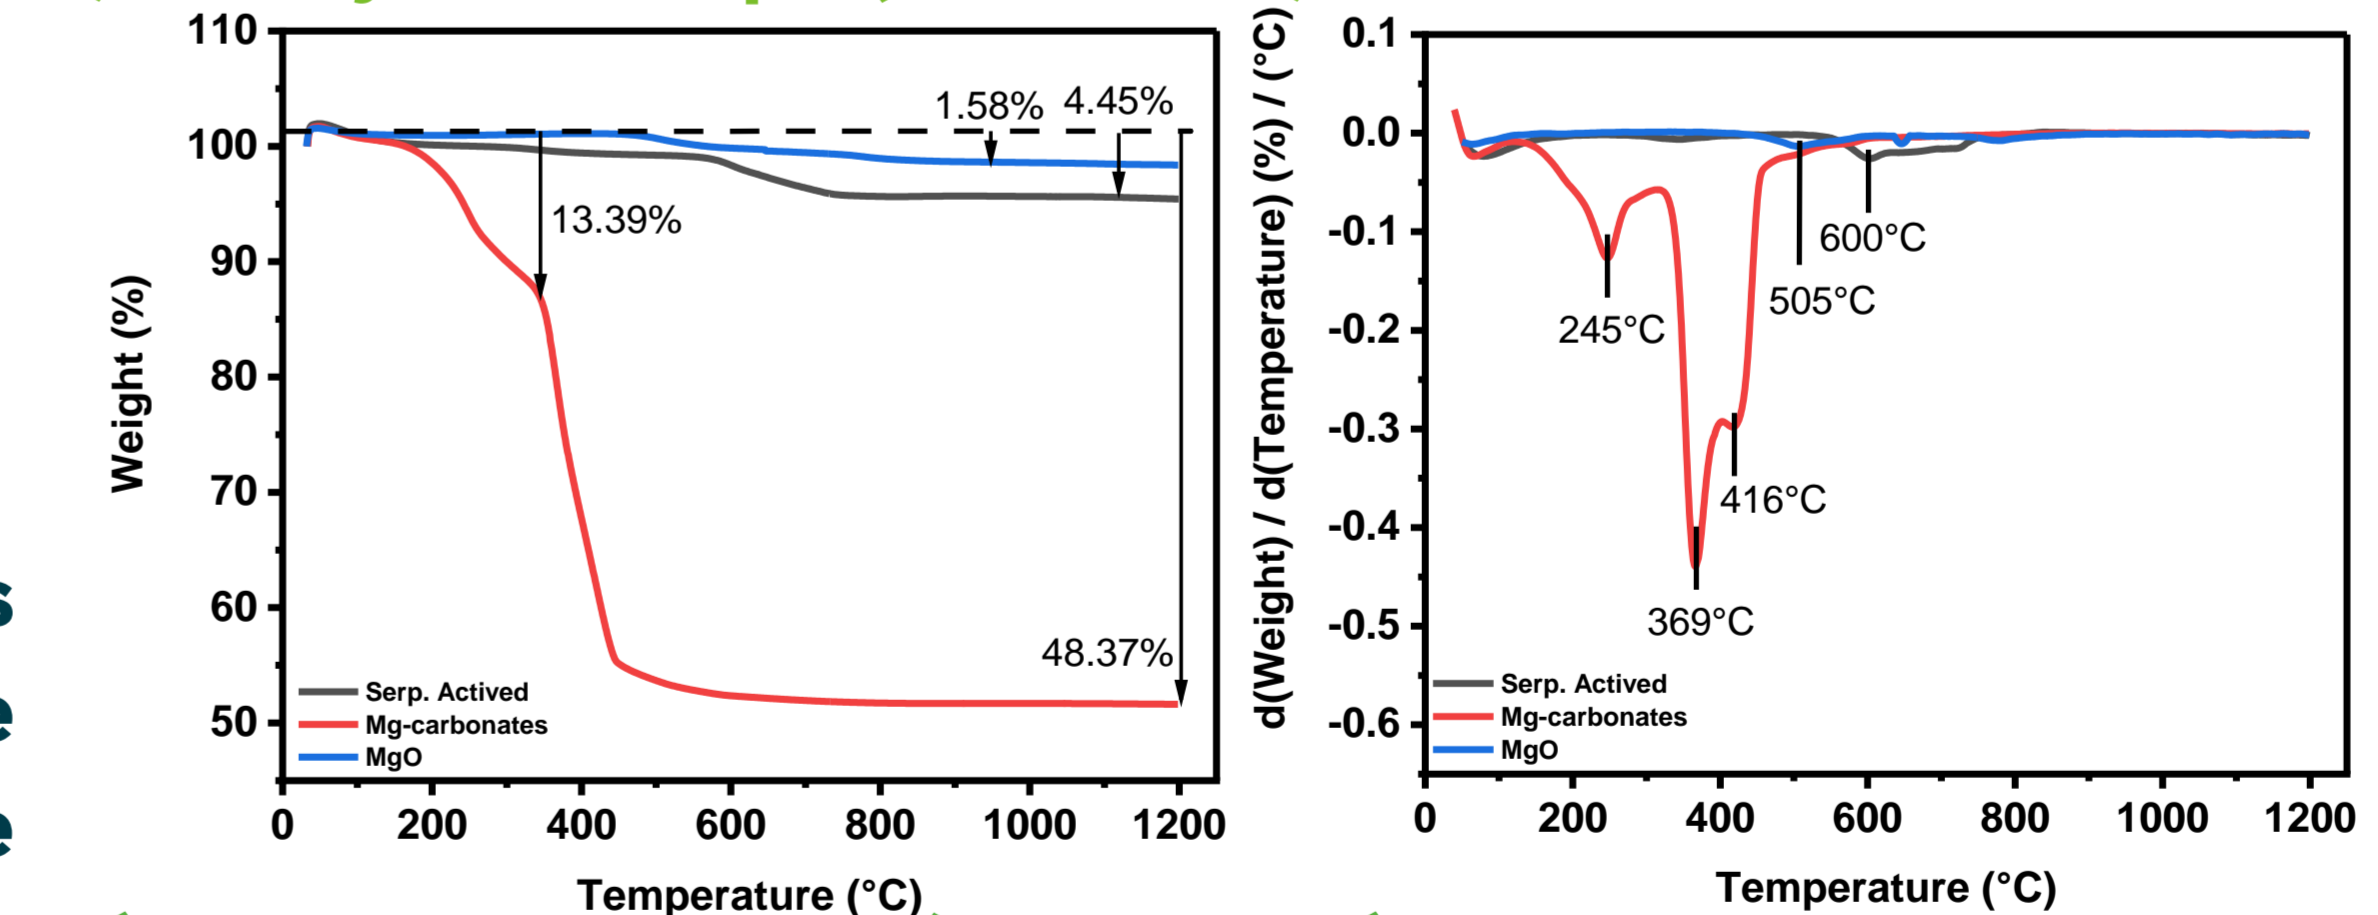 110
100
90
80
70
60
50
Weight (%)
1.58%
4.45%
13.39%
48.37%
Serp. Actived
Mg-carbonates
MgO
0 200 400 600 800 1000 1200
Temperature (°C)
0.1
0.0
-0.1
-0.2
-0.3
-0.4
-0.5
-0.6
d(Weight) / d(Temperature) (%) / (°C)
600°C
505°C
245°C
416°C
369°C
Serp. Actived
Mg-carbonates
MgO
0 200 400 600 800 1000 1200
Temperature (°C)
s
e
e